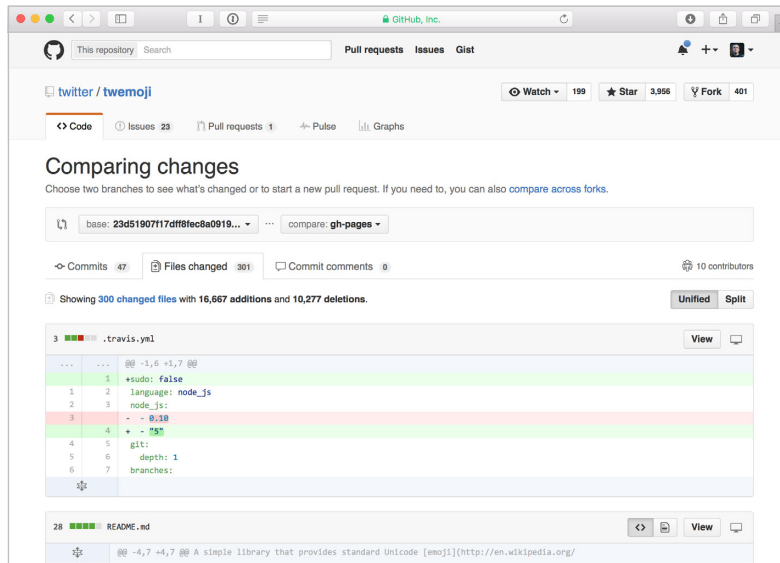 GitHub, Inc.
This repository Search Pull requests Issues Gist
twitter / twemoji Watch 199 Star 3,956 Fork 401
Code Issues 23 Pull requests 1 Pulse Graphs
Comparing changes
Choose two branches to see what's changed or to start a new pull request. If you need to, you can also compare across forks.
base: 23d51907f17dff8fec8a0919... ... compare: gh-pages
Commits 47 Files changed 301 Commit comments 0 10 contributors
Showing 300 changed files with 16,667 additions and 10,277 deletions. Unified Split
3 .travis.yml View
... ... @@ -1,6 +1,7 @@
1 +sudo: false
1 2 language: node_js
2 3 node_js:
3 - - 0.10
4 + - "5"
4 5 git:
5 6 depth: 1
6 7 branches:
28 README.md <> View
@@ -4,7 +4,7 @@ A simple library that provides standard Unicode [emoji](http://en.wikipedia.org/